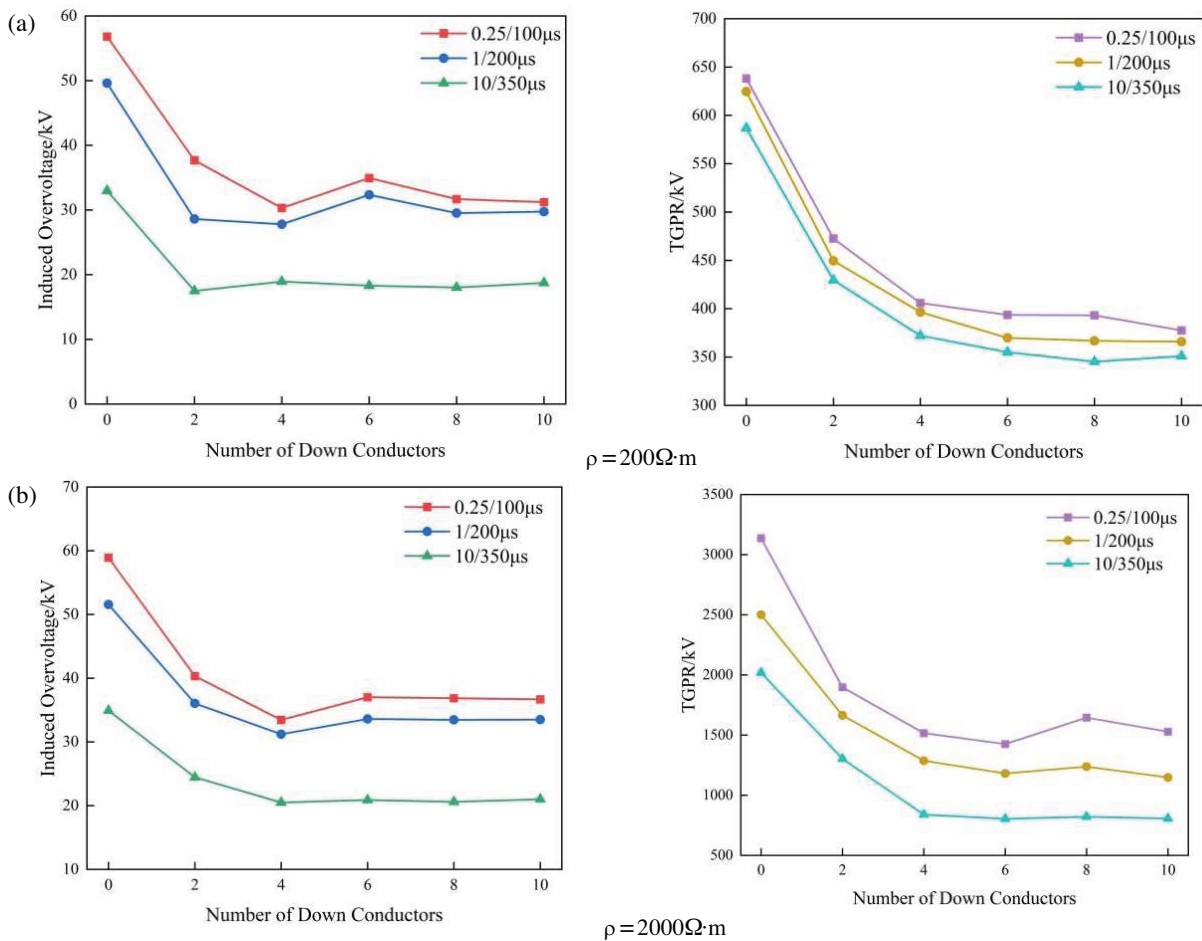 (a)
60
50
40
30
20
10
0
Induced Overvoltage/kV
0.25/100μs
1/200μs
10/350μs
0 2 4 6 8 10
Number of Down Conductors
700
650
600
550
500
450
400
350
300
TGPR/kV
0.25/100μs
1/200μs
10/350μs
0 2 4 6 8 10
Number of Down Conductors
ρ = 200Ω·m
(b)
70
60
50
40
30
20
10
Induced Overvoltage/kV
0.25/100μs
1/200μs
10/350μs
0 2 4 6 8 10
Number of Down Conductors
3500
3000
2500
2000
1500
1000
500
TGPR/kV
0.25/100μs
1/200μs
10/350μs
0 2 4 6 8 10
Number of Down Conductors
ρ = 2000Ω·m